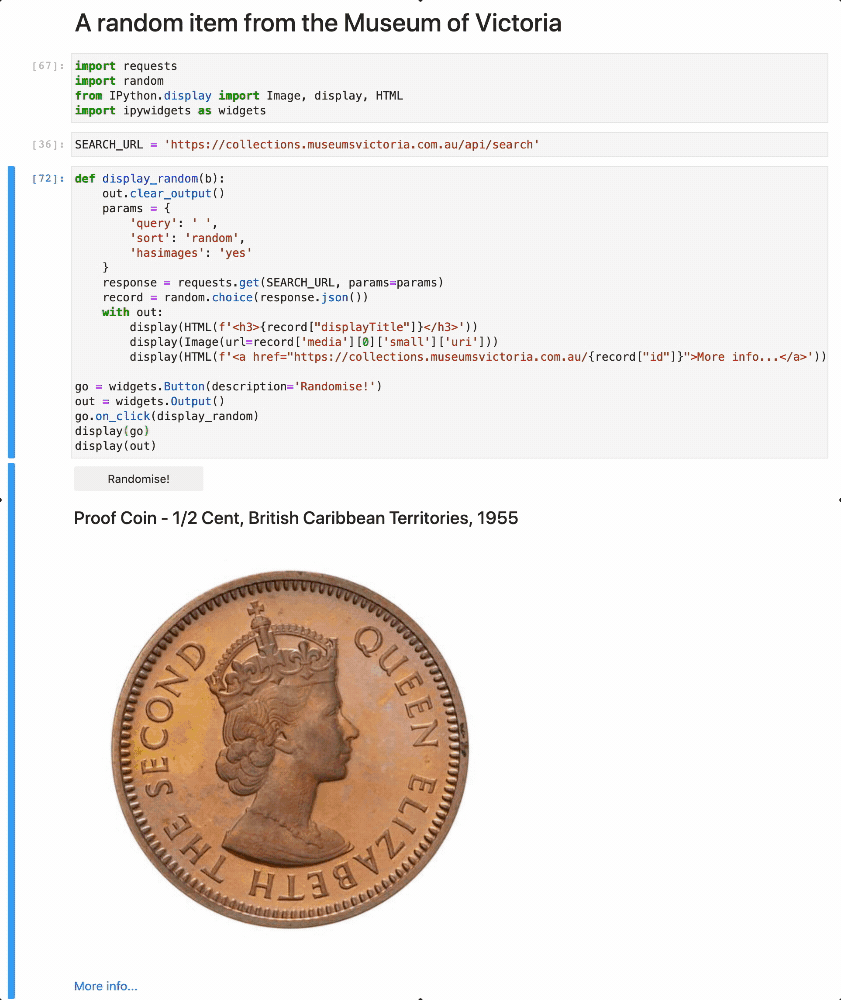 A random item from the Museum of Victoria
[67]:
import requests
import random
from IPython.display import Image, display, HTML
import ipywidgets as widgets
[36]:
SEARCH_URL = 'https://collections.museumsvictoria.com.au/api/search'
[72]:
def display_random(b):
    out.clear_output()
    params = {
        'query': ' ',
        'sort': 'random',
        'hasimages': 'yes'
    }
    response = requests.get(SEARCH_URL, params=params)
    record = random.choice(response.json())
    with out:
        display(HTML(f'<h3>{record["displayTitle"]}</h3>'))
        display(Image(url=record['media'][0]['small']['uri']))
        display(HTML(f'<a href="https://collections.museumsvictoria.com.au/{record["id"]}">More info...</a>'))
go = widgets.Button(description='Randomise!')
out = widgets.Output()
go.on_click(display_random)
display(go)
display(out)
Randomise!
Proof Coin - 1/2 Cent, British Caribbean Territories, 1955
QUEEN ELIZABETH THE SECOND
More info...